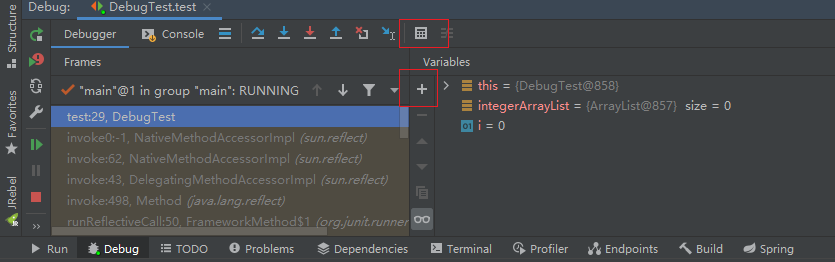 Debug: DebugTest.test
Debugger Console
Frames
Variables
"main"@1 in group "main": RUNNING
test:29, DebugTest
invoke0:-1, NativeMethodAccessorImpl (sun.reflect)
invoke:62, NativeMethodAccessorImpl (sun.reflect)
invoke:43, DelegatingMethodAccessorImpl (sun.reflect)
invoke:498, Method (java.lang.reflect)
runReflectiveCall:50, FrameworkMethod$1 (org.junit.runner
this = {DebugTest@858}
integerArrayList = {ArrayList@857} size = 0
01 i = 0
Structure
Favorites
JRebel
JR
Run Debug TODO Problems Dependencies Terminal Profiler Endpoints Build Spring